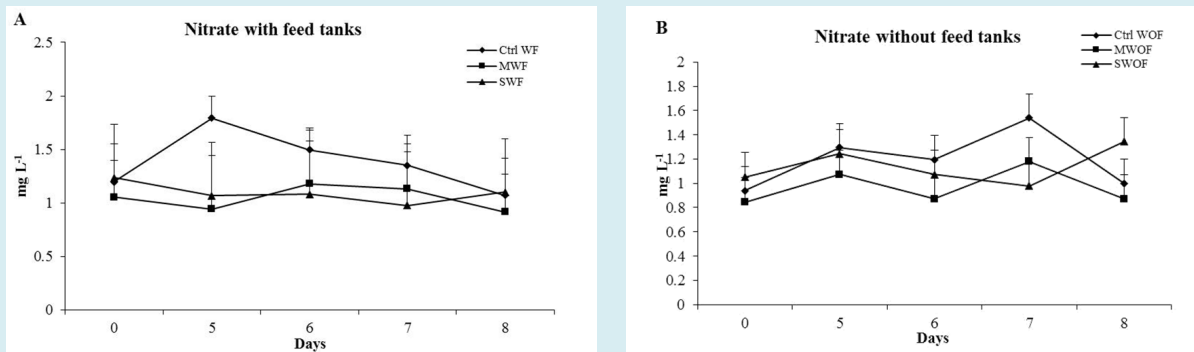 A
Nitrate with feed tanks
Ctrl WF
MWF
SWF
2.5
2
1.5
1
0.5
0
mg L-1
0 5 6 7 8
Days
B
Nitrate without feed tanks
Ctrl WOF
MWOF
SWOF
2
1.8
1.6
1.4
1.2
1
0.8
0.6
0.4
0.2
0
mg L-1
0 5 6 7 8
Days